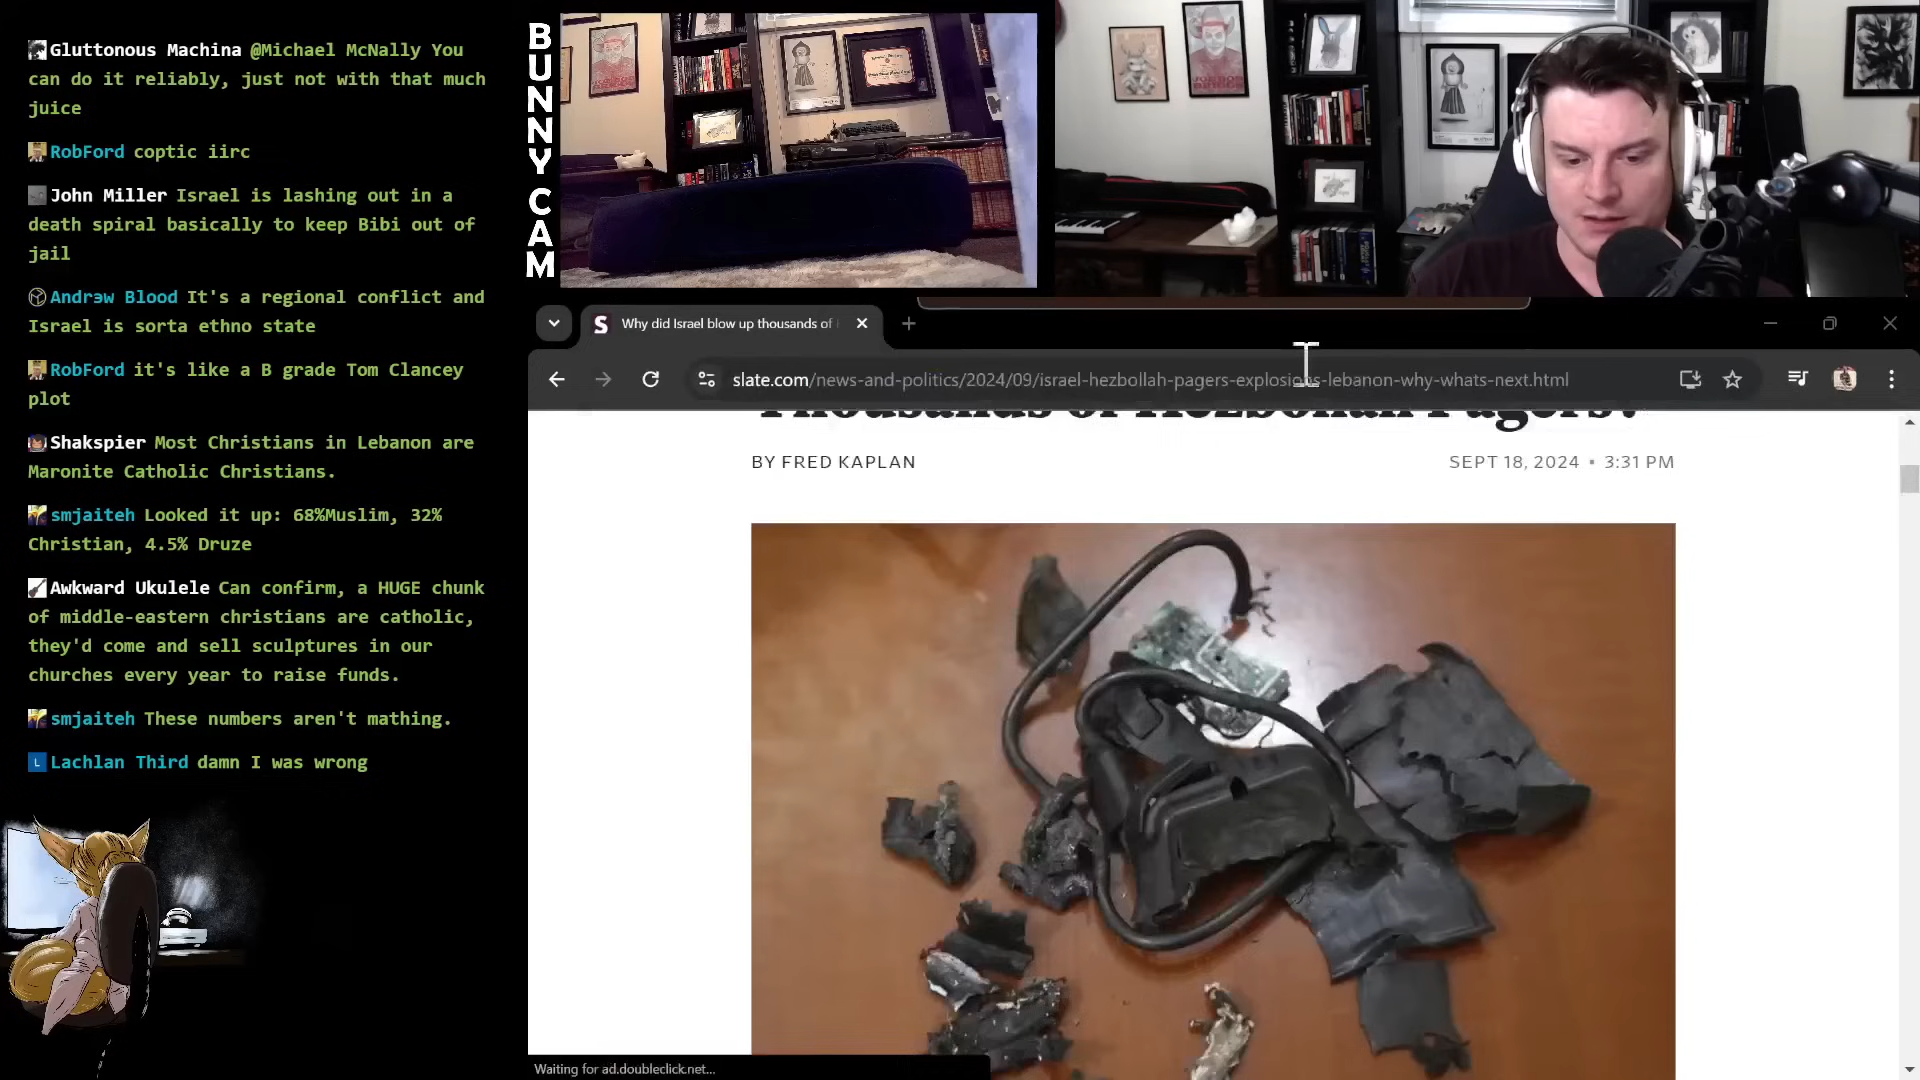 Gluttonous Machina @Michael McNally You
can do it reliably, just not with that much
juice
RobFord coptic iirc
John Miller Israel is lashing out in a
death spiral basically to keep Bibi out of
jail
Andrэw Blood It's a regional conflict and
Israel is sorta ethno state
RobFord it's like a B grade Tom Clancey
plot
Shakspier Most Christians in Lebanon are
Maronite Catholic Christians.
smjaiteh Looked it up: 68%Muslim, 32%
Christian, 4.5% Druze
Awkward Ukulele Can confirm, a HUGE chunk
of middle-eastern christians are catholic,
they'd come and sell sculptures in our
churches every year to raise funds.
smjaiteh These numbers aren't mathing.
L Lachlan Third damn I was wrong
BUNNY CAM
S Why did Israel blow up thousands of
slate.com/news-and-politics/2024/09/israel-hezbollah-pagers-explosions-lebanon-why-whats-next.html
Thousands of Hezbollah Pagers?
BY FRED KAPLAN
SEPT 18, 2024 • 3:31 PM
Waiting for ad.doubleclick.net...